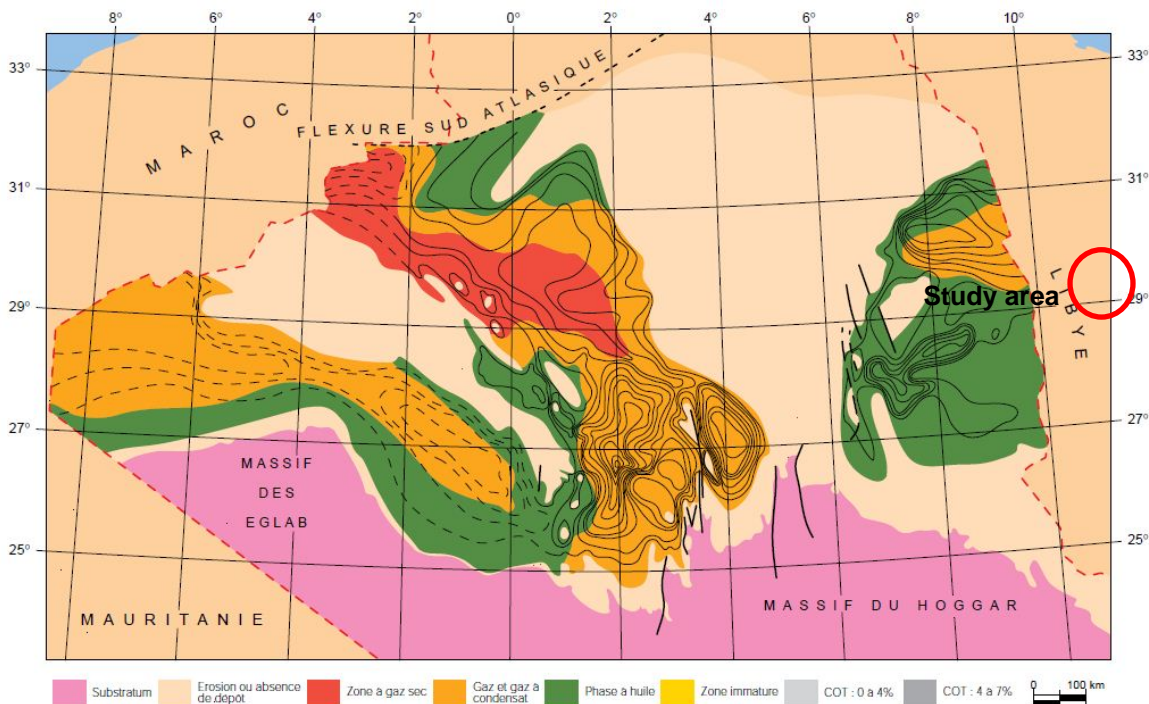 8° 6° 4° 2° 0° 2° 4° 6° 8° 10°
33° 33°
MAROC
FLEXURE SUD ATLASIQUE
31° 31°
LIBYE
29° 29°
Study area
27° 27°
MASSIF
DES
EGLAB
25° 25°
MASSIF DU HOGGAR
MAURITANIE
Substratum
Erosion ou absence
de dépôt
Zone à gaz sec
Gaz et gaz à
condensat
Phase à huile
Zone immature
COT : 0 à 4%
COT : 4 à 7%
0 100 km